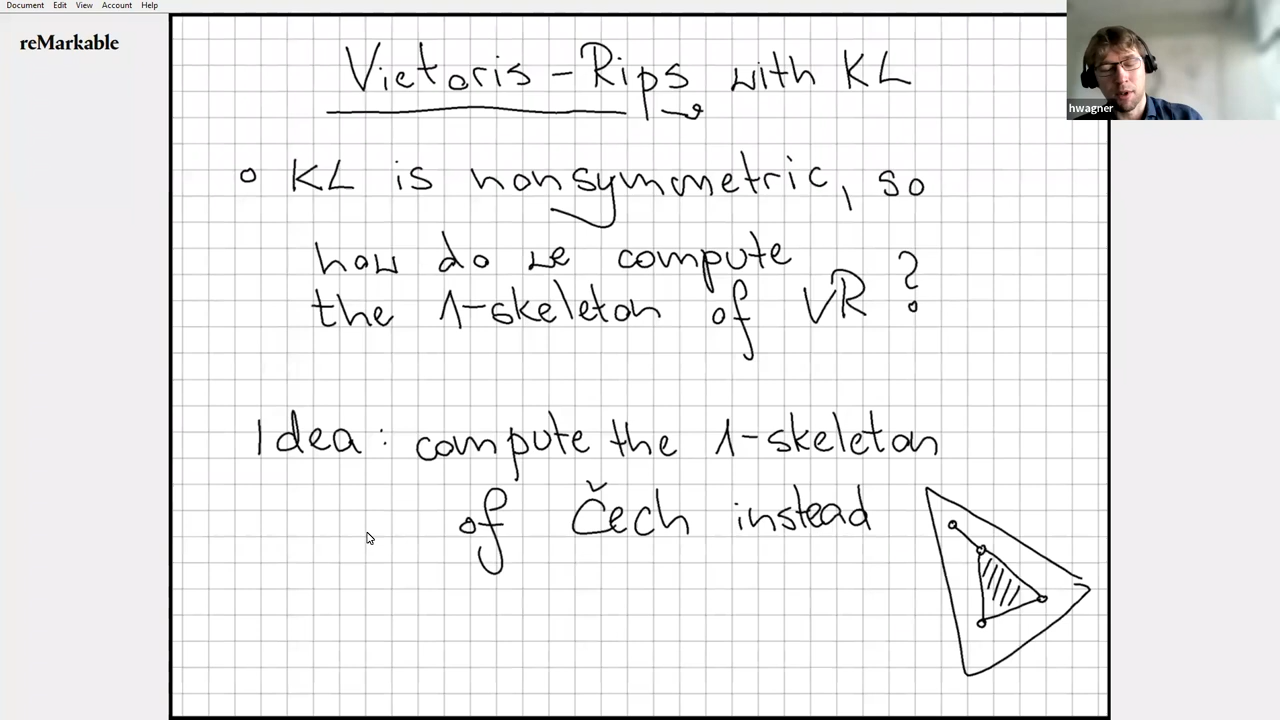 Document Edit View Account Help
reMarkable
hwagner
Vietoris-Rips with KL
o KL is nonsymmetric, so
how do we compute
the 1-skeleton of VR ?
Idea: compute the 1-skeleton
of Čech instead